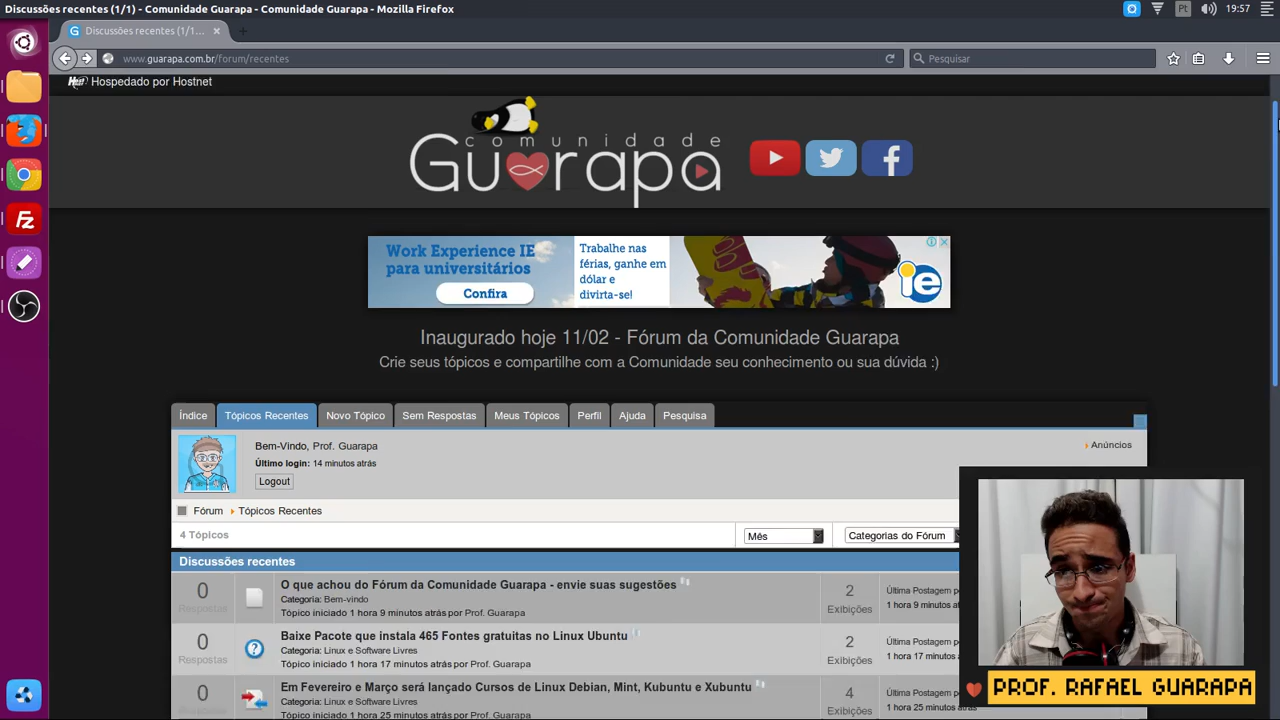 Discussões recentes (1/1) - Comunidade Guarapa - Comunidade Guarapa - Mozilla Firefox
Pt
19:57
Discussões recentes (1/1...
www.guarapa.com.br/forum/recentes
Pesquisar
Hospedado por Hostnet
comunidade
Guarapa
Work Experience IE
para universitários
Confira
Trabalhe nas
férias, ganhe em
dólar e
divirta-se!
ie
Inaugurado hoje 11/02 - Fórum da Comunidade Guarapa
Crie seus tópicos e compartilhe com a Comunidade seu conhecimento ou sua dúvida :)
Índice
Tópicos Recentes
Novo Tópico
Sem Respostas
Meus Tópicos
Perfil
Ajuda
Pesquisa
Bem-Vindo, Prof. Guarapa
Anúncios
Último login: 14 minutos atrás
Logout
Fórum
Tópicos Recentes
4 Tópicos
Mês
Categorias do Fórum
Discussões recentes
0
Respostas
O que achou do Fórum da Comunidade Guarapa - envie suas sugestões
Categoria: Bem-vindo
Tópico iniciado 1 hora 9 minutos atrás por Prof. Guarapa
2
Exibições
Última Postagem po
1 hora 9 minutos atrás
0
Respostas
Baixe Pacote que instala 465 Fontes gratuitas no Linux Ubuntu
Categoria: Linux e Software Livres
Tópico iniciado 1 hora 17 minutos atrás por Prof. Guarapa
2
Exibições
Última Postagem po
1 hora 17 minutos atrás
0
Respostas
Em Fevereiro e Março será lançado Cursos de Linux Debian, Mint, Kubuntu e Xubuntu
Categoria: Linux e Software Livres
Tópico iniciado 1 hora 25 minutos atrás por Prof. Guarapa
4
Exibições
Última Postagem po
1 hora 25 minutos atrás
PROF. RAFAEL GUARAPA